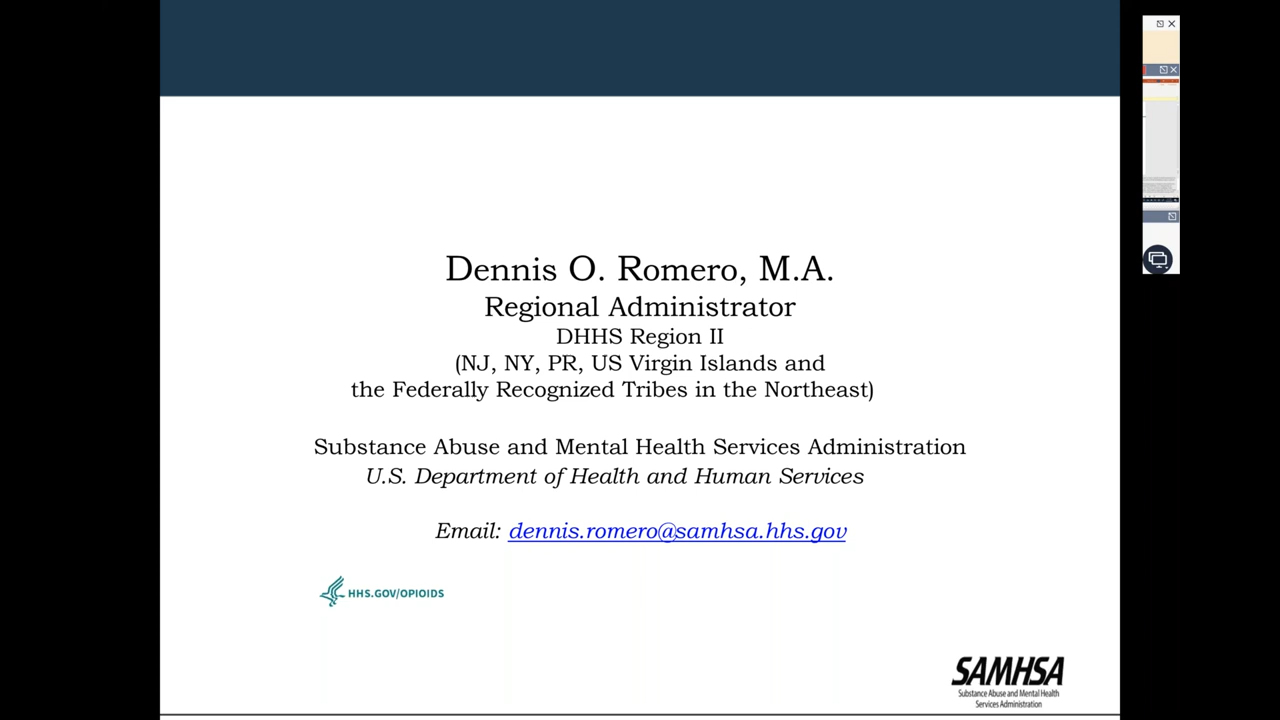 Dennis O. Romero, M.A.
Regional Administrator
DHHS Region II
(NJ, NY, PR, US Virgin Islands and
the Federally Recognized Tribes in the Northeast)
Substance Abuse and Mental Health Services Administration
U.S. Department of Health and Human Services
Email: dennis.romero@samhsa.hhs.gov
HHS.GOV/OPIOIDS
SAMHSA
Substance Abuse and Mental Health
Services Administration